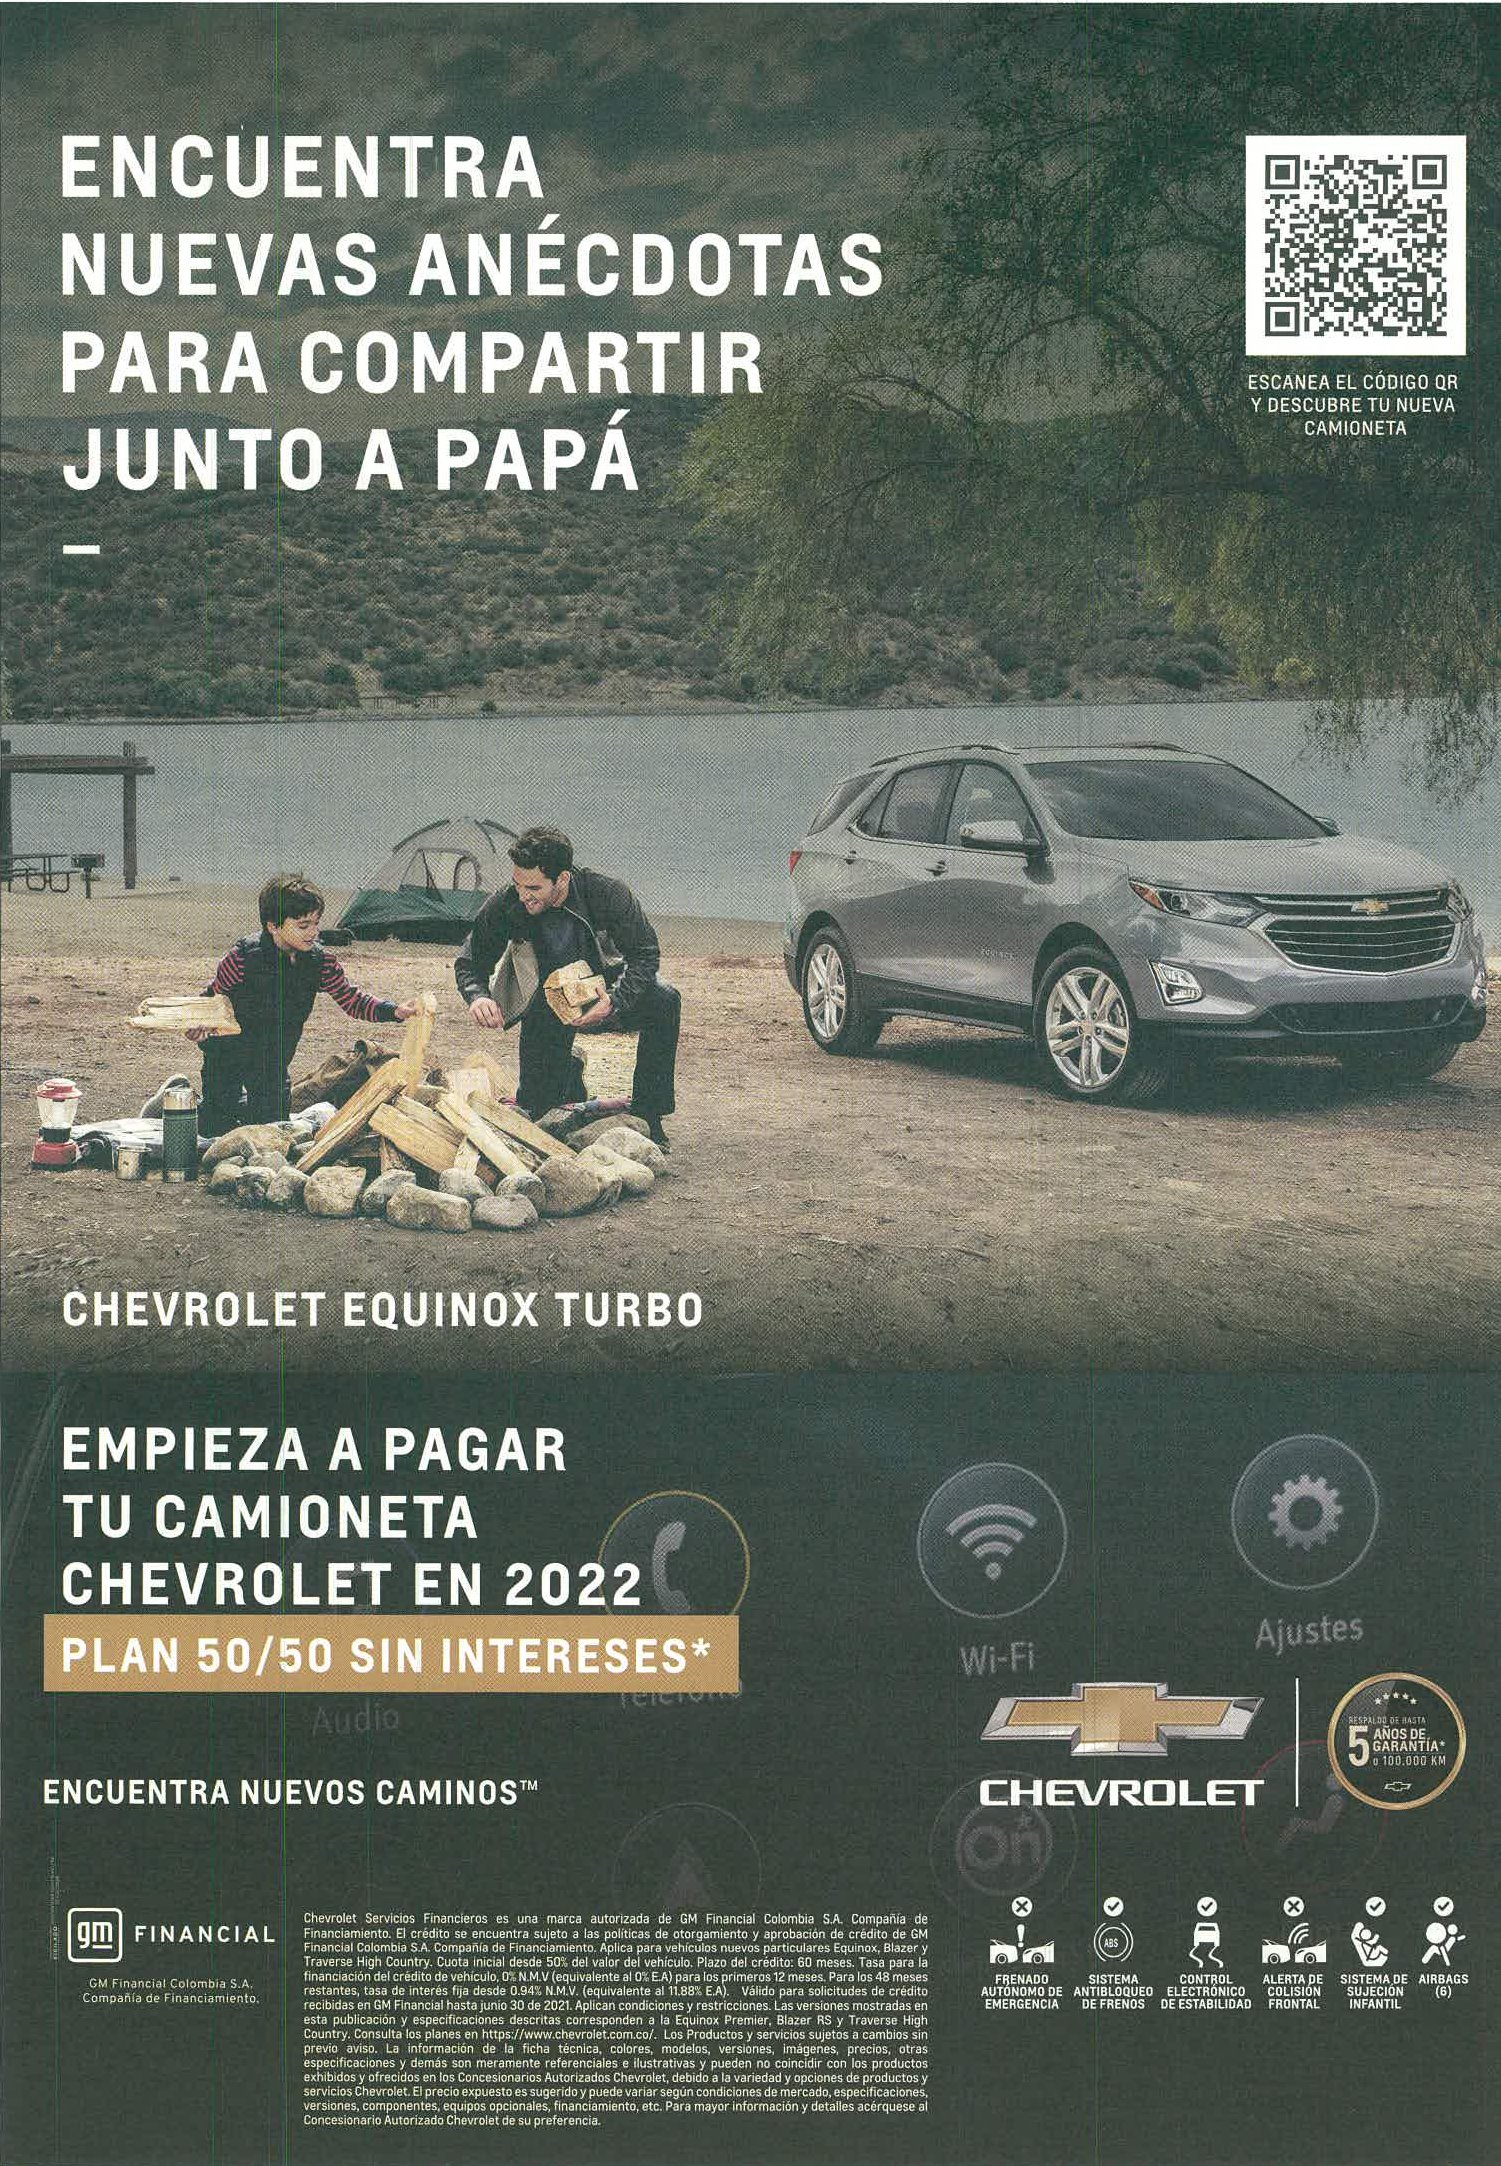 ENCUENTRA
NUEVAS ANÉCDOTAS
PARA COMPARTIR
JUNTO A PAPÁ
ESCANEA EL CÓDIGO QR
Y DESCUBRE TU NUEVA
CAMIONETA
EQUINOX
CHEVROLET EQUINOX TURBO
EMPIEZA A PAGAR
TU CAMIONETA
CHEVROLET EN 2022
PLAN 50/50 SIN INTERESES*
Audio
Teléfono
Wi-Fi
Ajustes
On
ENCUENTRA NUEVOS CAMINOS™
CHEVROLET
RESPALDO DE HASTA
5 AÑOS DE
GARANTÍA*
o 100.000 KM
gm FINANCIAL
GM Financial Colombia S.A.
Compañía de Financiamiento.
Chevrolet Servicios Financieros es una marca autorizada de GM Financial Colombia S.A. Compañía de
Financiamiento. El crédito se encuentra sujeto a las políticas de otorgamiento y aprobación de crédito de GM
Financial Colombia S.A. Compañía de Financiamiento. Aplica para vehículos nuevos particulares Equinox, Blazer y
Traverse High Country. Cuota inicial desde 50% del valor del vehículo. Plazo del crédito: 60 meses. Tasa para la
financiación del crédito de vehículo, 0% N.M.V (equivalente al 0% E.A) para los primeros 12 meses. Para los 48 meses
restantes, tasa de interés fija desde 0.94% N.M.V. (equivalente al 11.88% E.A). Válido para solicitudes de crédito
recibidas en GM Financial hasta junio 30 de 2021. Aplican condiciones y restricciones. Las versiones mostradas en
esta publicación y especificaciones descritas corresponden a la Equinox Premier, Blazer RS y Traverse High
Country. Consulta los planes en https://www.chevrolet.com.co/. Los Productos y servicios sujetos a cambios sin
previo aviso. La información de la ficha técnica, colores, modelos, versiones, imágenes, precios, otras
especificaciones y demás son meramente referenciales e ilustrativas y pueden no coincidir con los productos
exhibidos y ofrecidos en los Concesionarios Autorizados Chevrolet, debido a la variedad y opciones de productos y
servicios Chevrolet. El precio expuesto es sugerido y puede variar según condiciones de mercado, especificaciones,
versiones, componentes, equipos opcionales, financiamiento, etc. Para mayor información y detalles acérquese al
Concesionario Autorizado Chevrolet de su preferencia.
FRENADO
AUTÓNOMO DE
EMERGENCIA
ABS
SISTEMA
ANTIBLOQUEO
DE FRENOS
CONTROL
ELECTRÓNICO
DE ESTABILIDAD
ALERTA DE
COLISIÓN
FRONTAL
SISTEMA DE
SUJECIÓN
INFANTIL
AIRBAGS
(6)